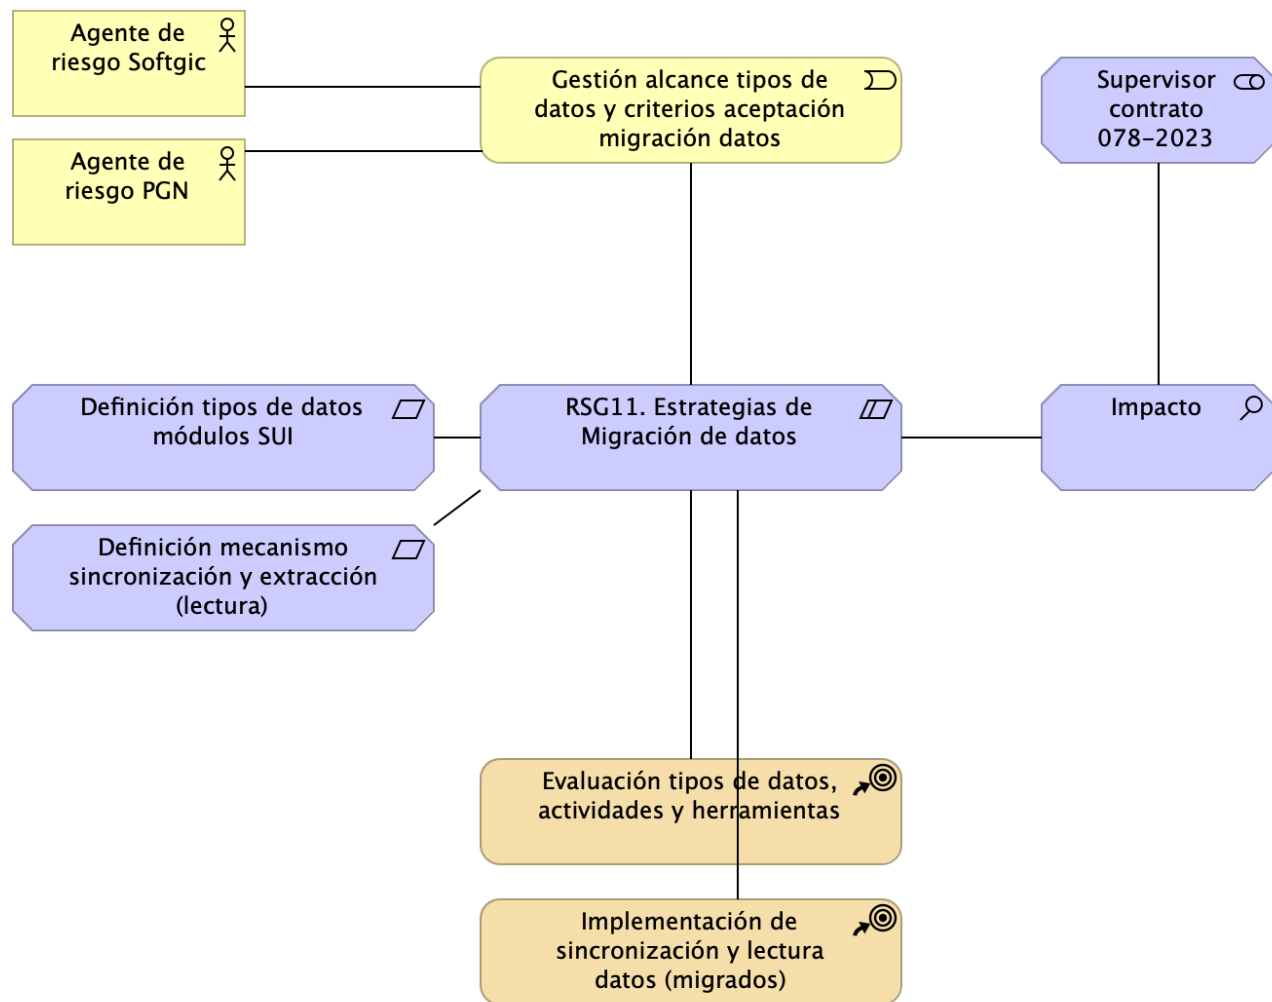 Agente de
riesgo Softgic
Gestión alcance tipos de
datos y criterios aceptación
migración datos
Supervisor
contrato
078-2023
Agente de
riesgo PGN
Definición tipos de datos
módulos SUI
RSG11. Estrategias de
Migración de datos
Impacto
Definición mecanismo
sincronización y extracción
(lectura)
Evaluación tipos de datos,
actividades y herramientas
Implementación de
sincronización y lectura
datos (migrados)